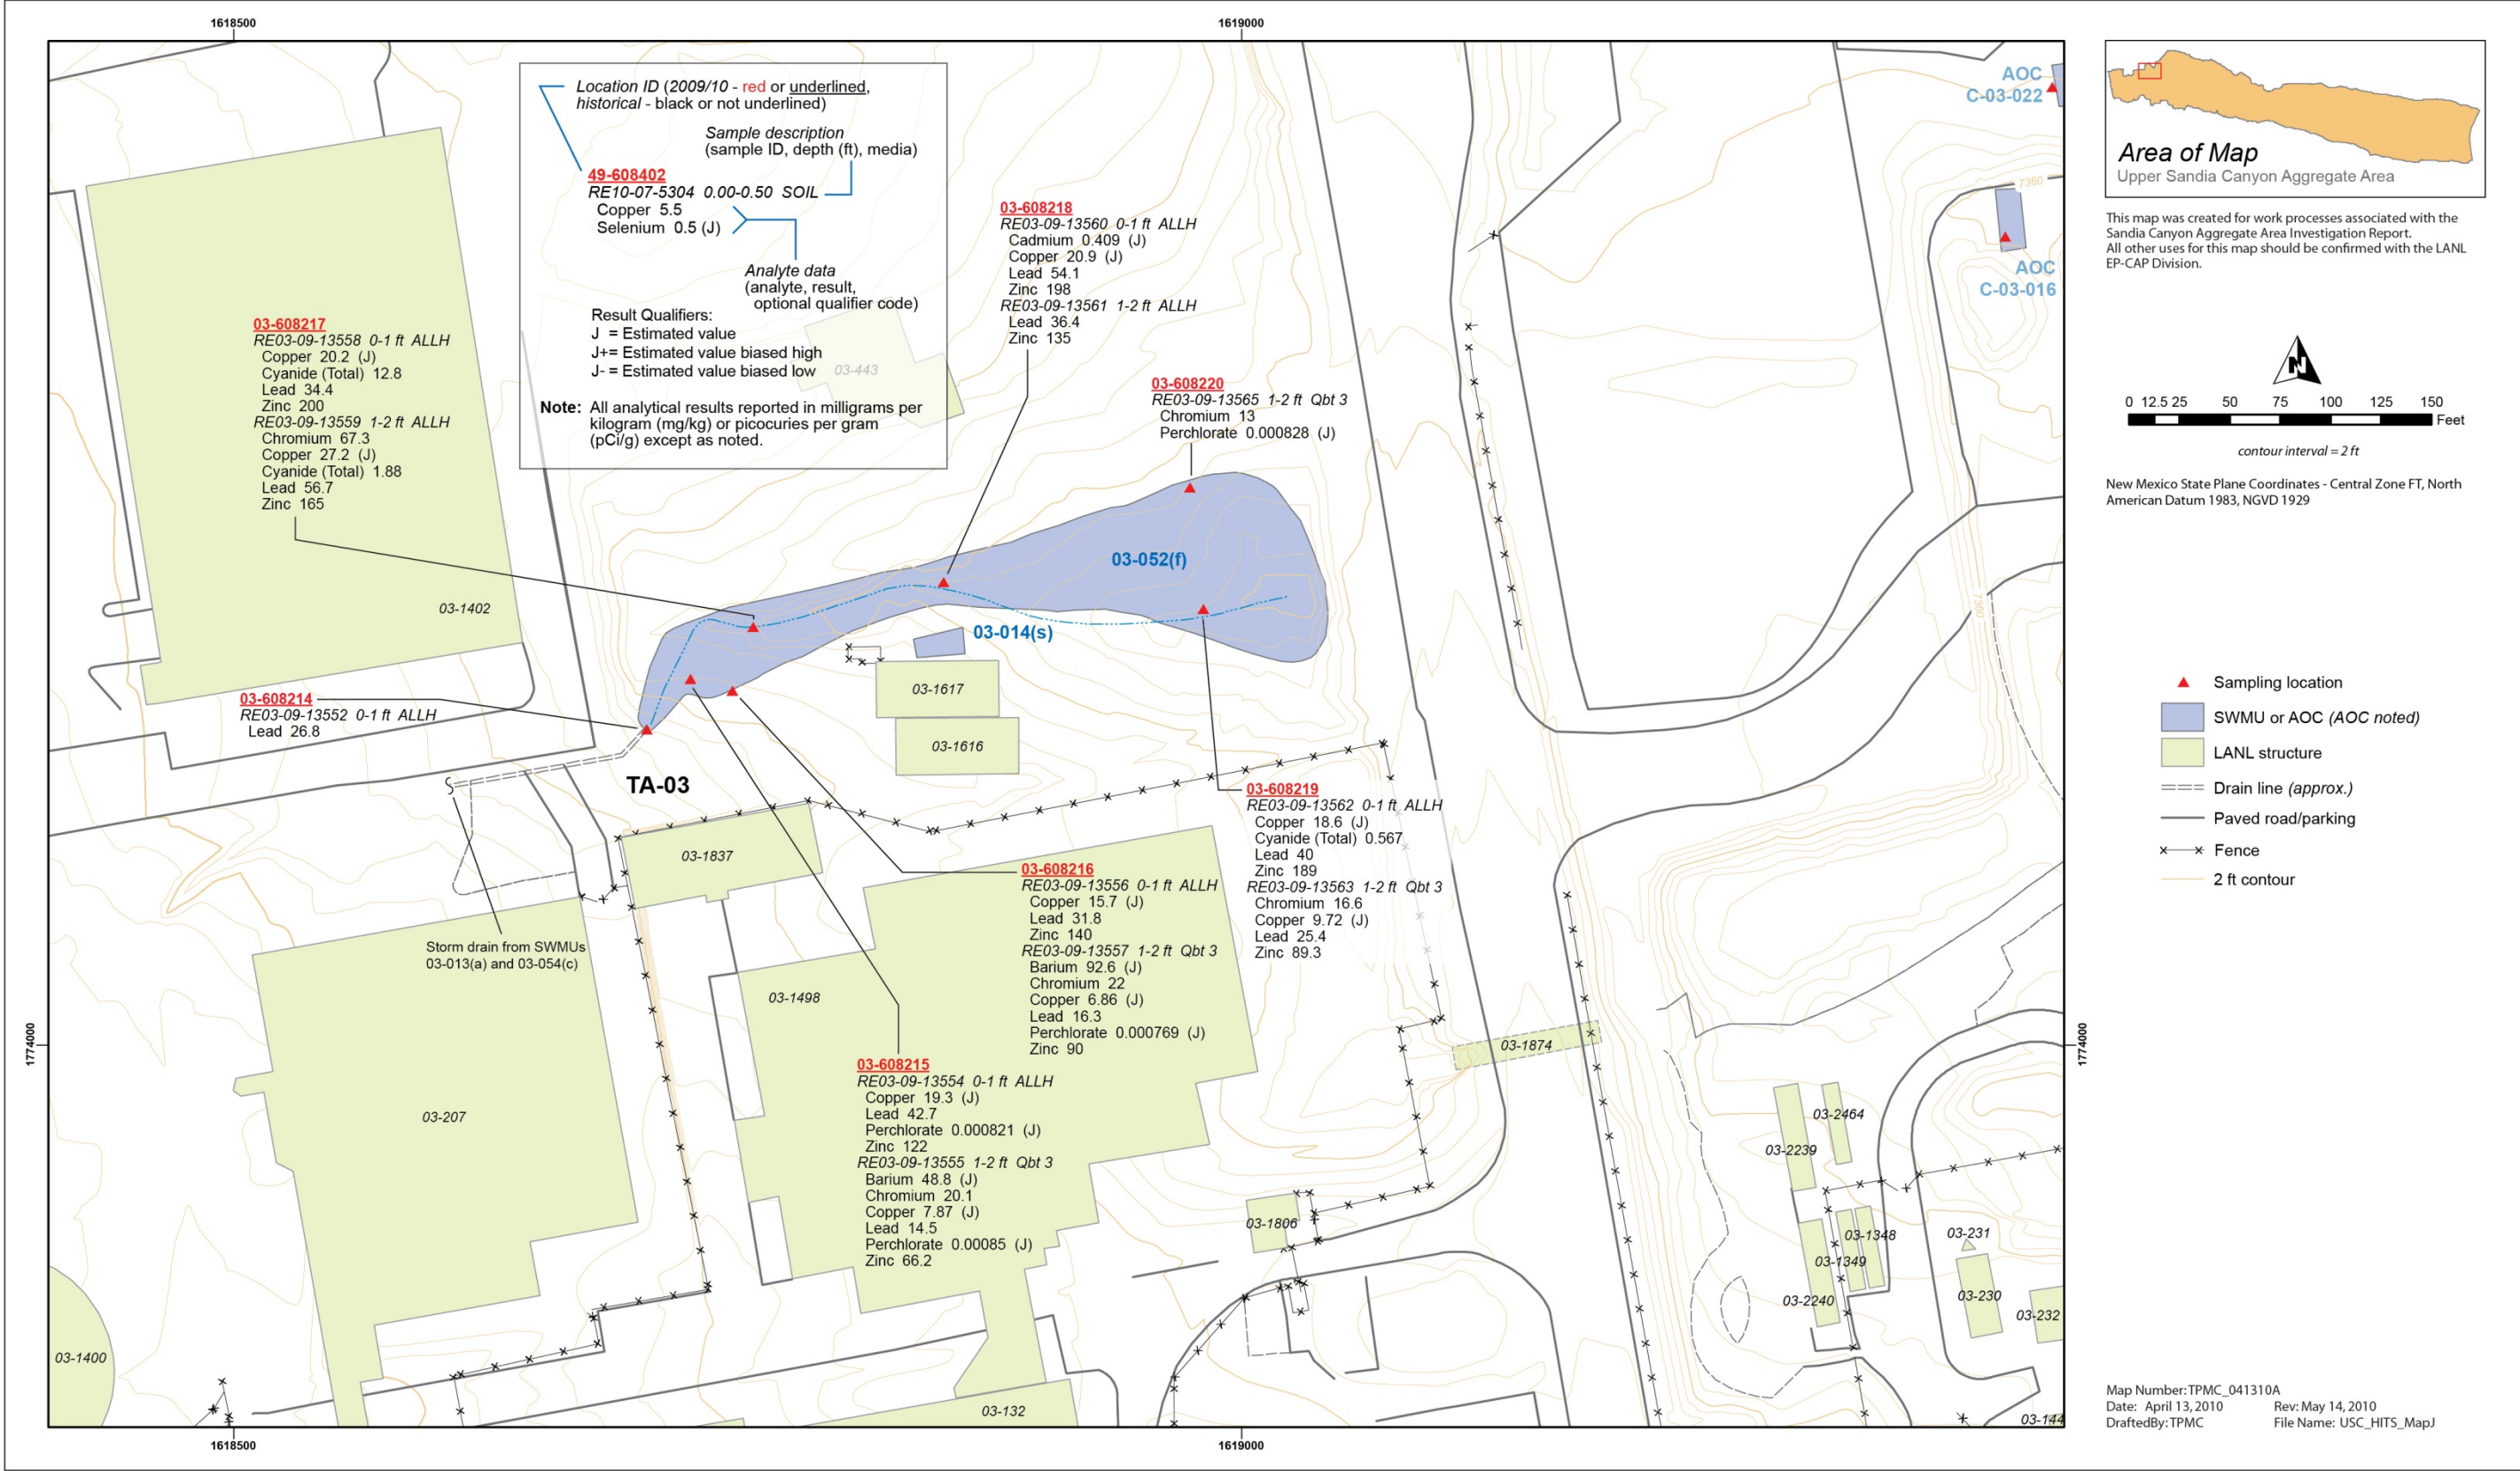 1618500
1619000
Location ID (2009/10 - red or underlined,
historical - black or not underlined)
Sample description
(sample ID, depth (ft), media)
49-608402
RE10-07-5304 0.00-0.50 SOIL
Copper 5.5
Selenium 0.5 (J)
Analyte data
(analyte, result,
optional qualifier code)
Result Qualifiers:
J = Estimated value
J+= Estimated value biased high
J- = Estimated value biased low
03-443
Note: All analytical results reported in milligrams per
kilogram (mg/kg) or picocuries per gram
(pCi/g) except as noted.
03-608217
RE03-09-13558 0-1 ft ALLH
Copper 20.2 (J)
Cyanide (Total) 12.8
Lead 34.4
Zinc 200
RE03-09-13559 1-2 ft ALLH
Chromium 67.3
Copper 27.2 (J)
Cyanide (Total) 1.88
Lead 56.7
Zinc 165
03-608218
RE03-09-13560 0-1 ft ALLH
Cadmium 0.409 (J)
Copper 20.9 (J)
Lead 54.1
Zinc 198
RE03-09-13561 1-2 ft ALLH
Lead 36.4
Zinc 135
03-608220
RE03-09-13565 1-2 ft Qbt 3
Chromium 13
Perchlorate 0.000828 (J)
AOC
C-03-022
7360
AOC
C-03-016
03-052(f)
03-014(s)
03-1402
7360
03-1617
03-1616
03-608214
RE03-09-13552 0-1 ft ALLH
Lead 26.8
TA-03
03-1837
03-608219
RE03-09-13562 0-1 ft ALLH
Copper 18.6 (J)
Cyanide (Total) 0.567
Lead 40
Zinc 189
RE03-09-13563 1-2 ft Qbt 3
Chromium 16.6
Copper 9.72 (J)
Lead 25.4
Zinc 89.3
03-608216
RE03-09-13556 0-1 ft ALLH
Copper 15.7 (J)
Lead 31.8
Zinc 140
RE03-09-13557 1-2 ft Qbt 3
Barium 92.6 (J)
Chromium 22
Copper 6.86 (J)
Lead 16.3
Perchlorate 0.000769 (J)
Zinc 90
Storm drain from SWMUs
03-013(a) and 03-054(c)
03-1498
03-608215
RE03-09-13554 0-1 ft ALLH
Copper 19.3 (J)
Lead 42.7
Perchlorate 0.000821 (J)
Zinc 122
RE03-09-13555 1-2 ft Qbt 3
Barium 48.8 (J)
Chromium 20.1
Copper 7.87 (J)
Lead 14.5
Perchlorate 0.00085 (J)
Zinc 66.2
1774000
1774000
03-1874
03-207
03-2464
03-2239
03-1806
03-1348
03-231
03-1349
03-2240
03-230
03-232
03-1400
03-132
03-144
1618500
1619000
Area of Map
Upper Sandia Canyon Aggregate Area
This map was created for work processes associated with the
Sandia Canyon Aggregate Area Investigation Report.
All other uses for this map should be confirmed with the LANL
EP-CAP Division.
N
0 12.5 25 50 75 100 125 150
Feet
contour interval = 2 ft
New Mexico State Plane Coordinates - Central Zone FT, North
American Datum 1983, NGVD 1929
Sampling location
SWMU or AOC (AOC noted)
LANL structure
Drain line (approx.)
Paved road/parking
Fence
2 ft contour
Map Number: TPMC_041310A
Date: April 13, 2010 Rev: May 14, 2010
DraftedBy: TPMC File Name: USC_HITS_MapJ